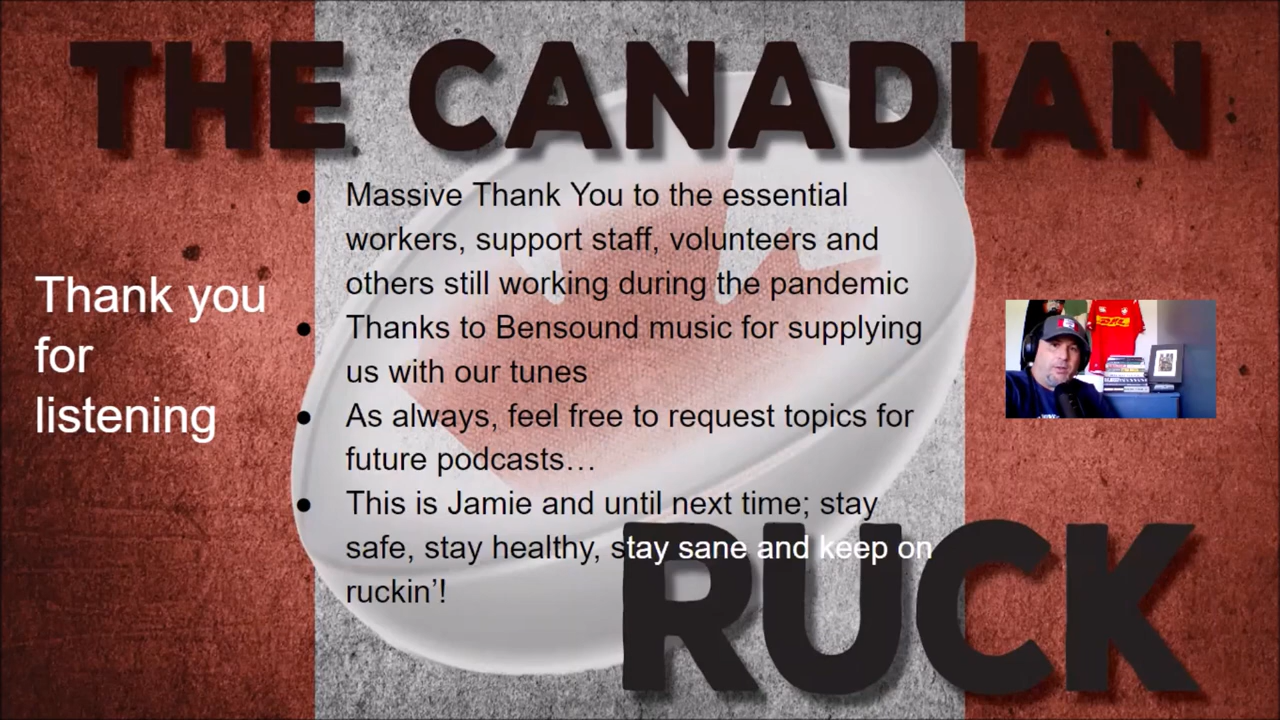 THE CANADIAN
Thank you
for
listening
● Massive Thank You to the essential
workers, support staff, volunteers and
others still working during the pandemic
● Thanks to Bensound music for supplying
us with our tunes
● As always, feel free to request topics for
future podcasts…
● This is Jamie and until next time; stay
safe, stay healthy, stay sane and keep on
ruckin’!
RUCK
DHL